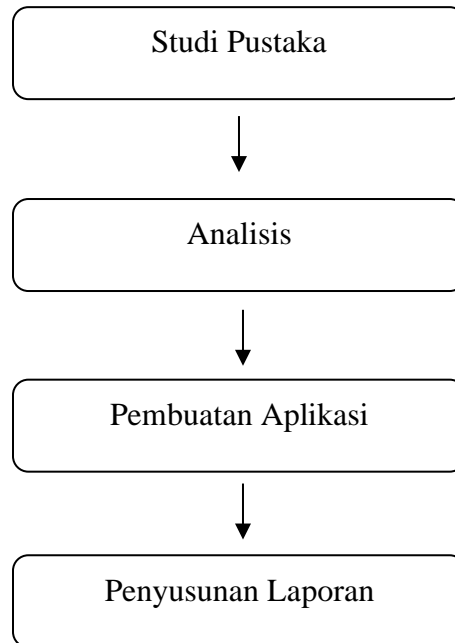 Studi Pustaka
Analisis
Pembuatan Aplikasi
Penyusunan Laporan